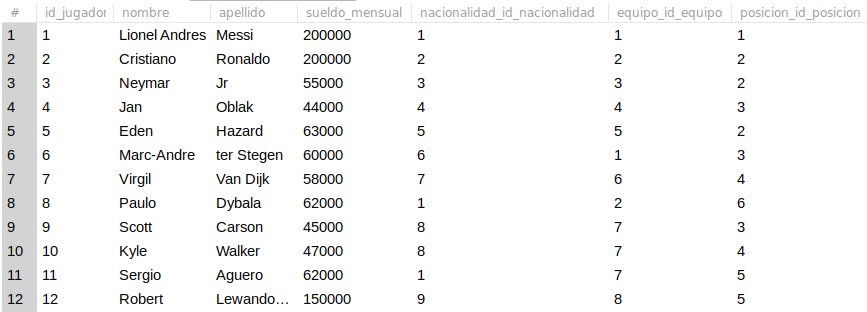 # id_jugador nombre apellido sueldo_mensual nacionalidad_id_nacionalidad equipo_id_equipo posicion_id_posicion
1 1 Lionel Andres Messi 200000 1 1 1
2 2 Cristiano Ronaldo 200000 2 2 2
3 3 Neymar Jr 55000 3 3 2
4 4 Jan Oblak 44000 4 4 3
5 5 Eden Hazard 63000 5 5 2
6 6 Marc-Andre ter Stegen 60000 6 1 3
7 7 Virgil Van Dijk 58000 7 6 4
8 8 Paulo Dybala 62000 1 2 6
9 9 Scott Carson 45000 8 7 3
10 10 Kyle Walker 47000 8 7 4
11 11 Sergio Aguero 62000 1 7 5
12 12 Robert Lewando... 150000 9 8 5